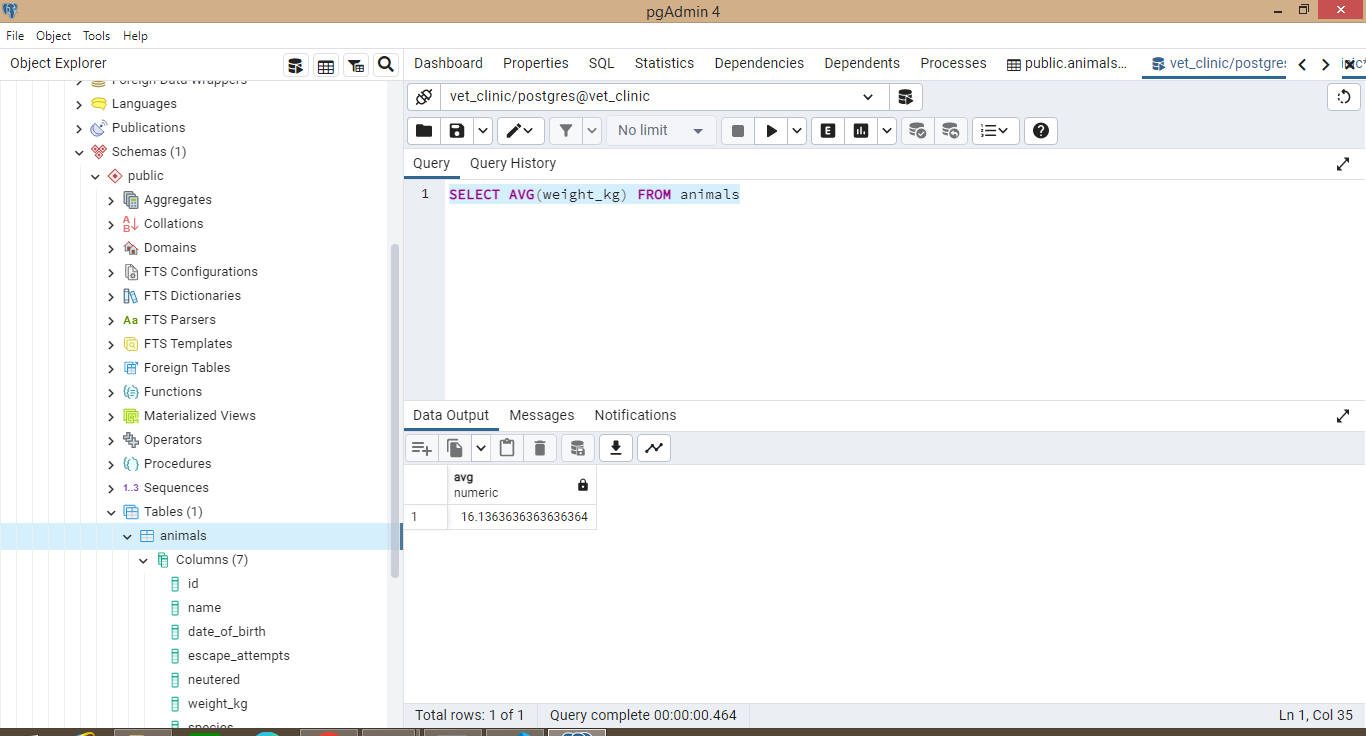 pgAdmin 4
File Object Tools Help
Object Explorer
Foreign Data Wrappers
Languages
Publications
Schemas (1)
public
Aggregates
Collations
Domains
FTS Configurations
FTS Dictionaries
Aa FTS Parsers
FTS Templates
Foreign Tables
Functions
Materialized Views
Operators
Procedures
1..3 Sequences
Tables (1)
animals
Columns (7)
id
name
date_of_birth
escape_attempts
neutered
weight_kg
species
Dashboard Properties SQL Statistics Dependencies Dependents Processes public.animals... vet_clinic/postgres
vet_clinic/postgres@vet_clinic
No limit
E
Query Query History
1 SELECT AVG(weight_kg) FROM animals
Data Output Messages Notifications
avg
numeric
1 16.1363636363636364
Total rows: 1 of 1 Query complete 00:00:00.464 Ln 1, Col 35